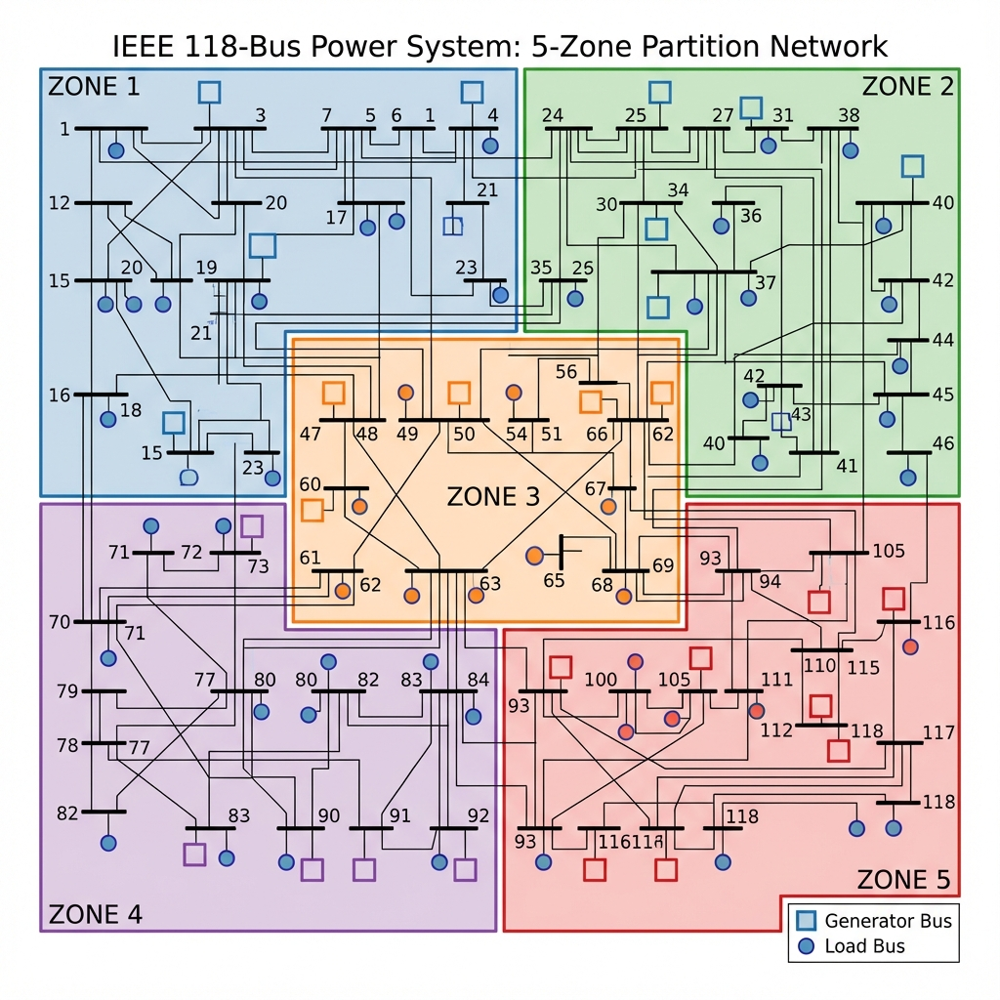 IEEE 118-Bus Power System: 5-Zone Partition Network
ZONE 1
ZONE 2
1 3 7 5 6 1 4 24 25 27 31 38
12 20 17 21 30 34 36 40
15 20 19 23 35 25 37 42
21 44
16 18 56 42 43 45
47 48 49 50 54 51 66 62 40 41 46
15 23
60 ZONE 3 67
71 72 73 61 62 63 65 68 69 93 94 105
70 71 110 115 116
79 77 80 80 82 83 84 93 100 105 111
78 77 112 118 117
82 83 90 91 92 93 116 118 118
ZONE 4
ZONE 5
Generator Bus
Load Bus